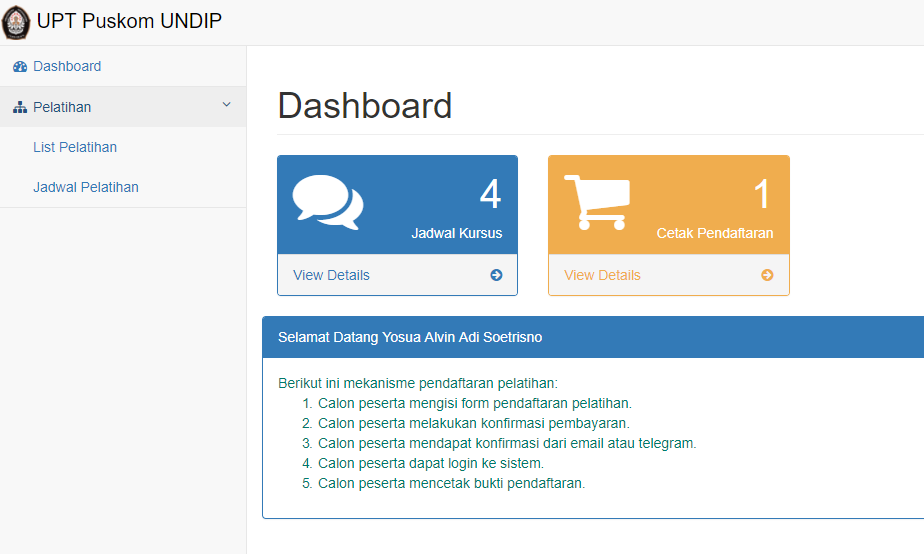 UPT Puskom UNDIP
Dashboard
Pelatihan
List Pelatihan
Jadwal Pelatihan
Dashboard
4
Jadwal Kursus
View Details
1
Cetak Pendaftaran
View Details
Selamat Datang Yosua Alvin Adi Soetrisno
Berikut ini mekanisme pendaftaran pelatihan:
1. Calon peserta mengisi form pendaftaran pelatihan.
2. Calon peserta melakukan konfirmasi pembayaran.
3. Calon peserta mendapat konfirmasi dari email atau telegram.
4. Calon peserta dapat login ke sistem.
5. Calon peserta mencetak bukti pendaftaran.